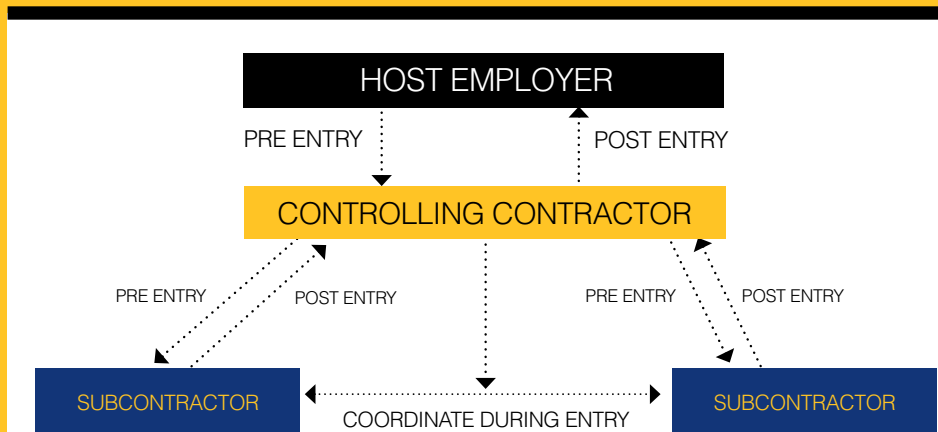 HOST EMPLOYER
PRE ENTRY
POST ENTRY
CONTROLLING CONTRACTOR
PRE ENTRY
POST ENTRY
PRE ENTRY
POST ENTRY
SUBCONTRACTOR
COORDINATE DURING ENTRY
SUBCONTRACTOR